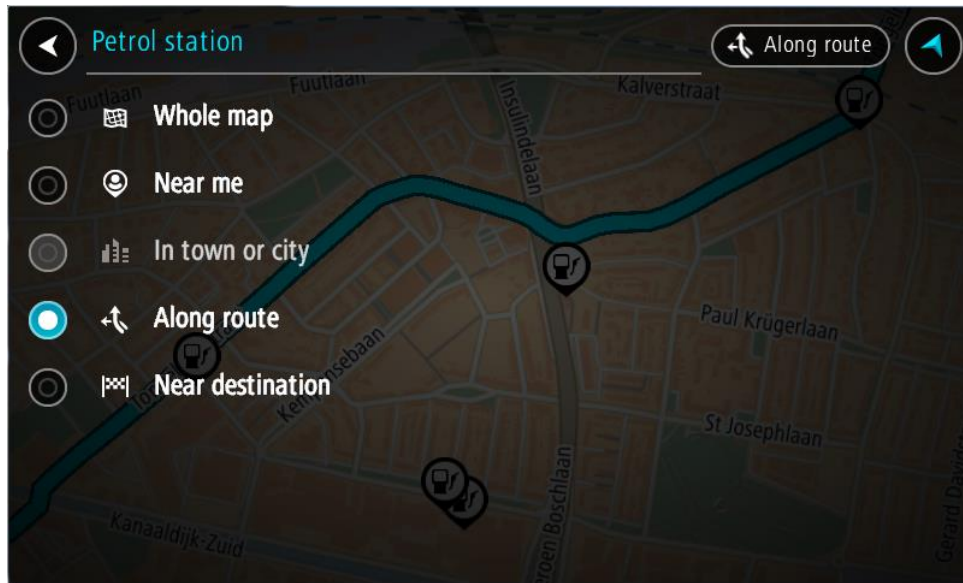 Petrol station
Along route
Fuutlaan
Fuutlaan
Kalverstraat
Insulindelaan
Whole map
Near me
In town or city
Along route
Near destination
Kempensebaan
Paul Krügerlaan
St Josephlaan
Kanaaldijk-Zuid